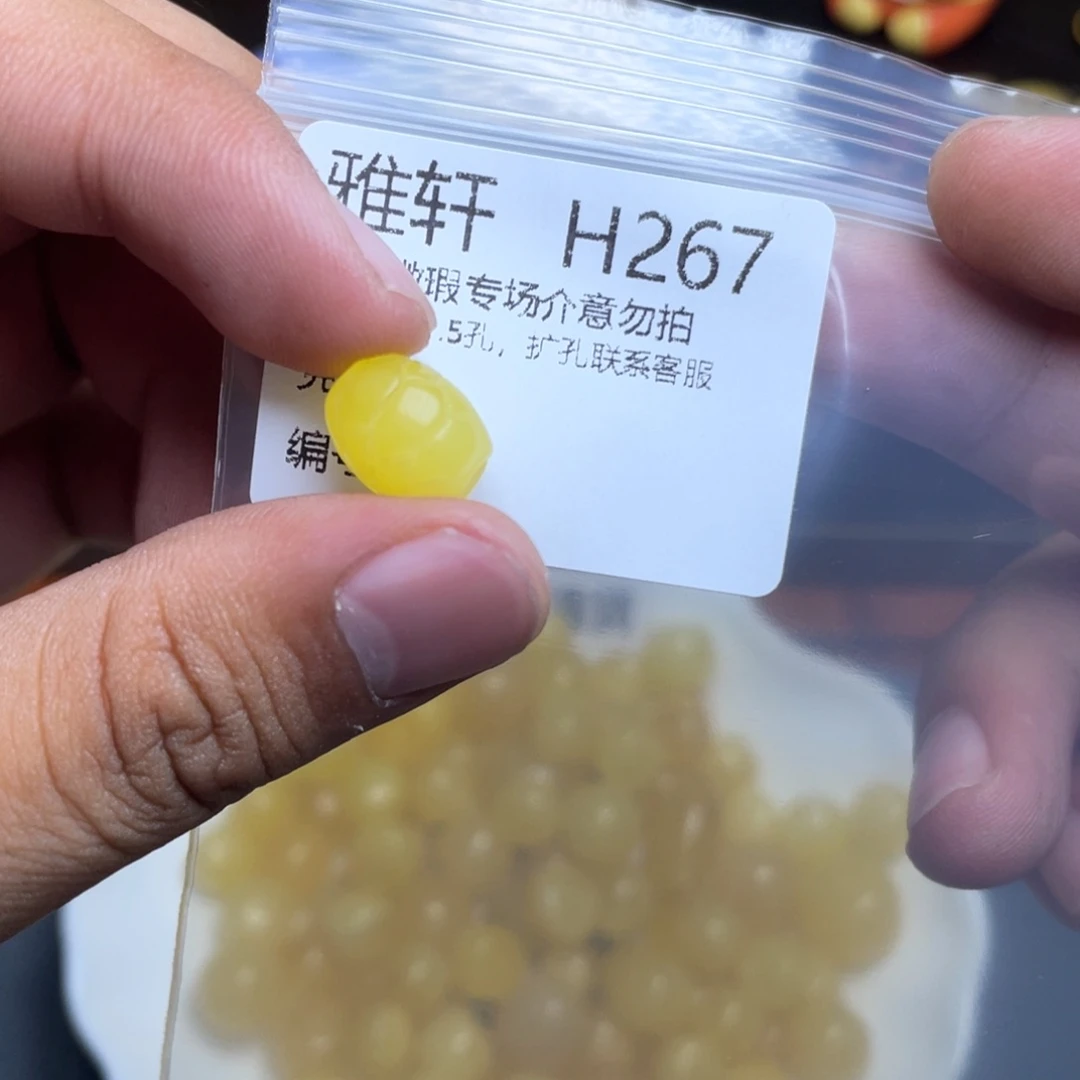 雅轩 H267
瑕专场介意勿拍
.5孔，扩孔联系客服
编